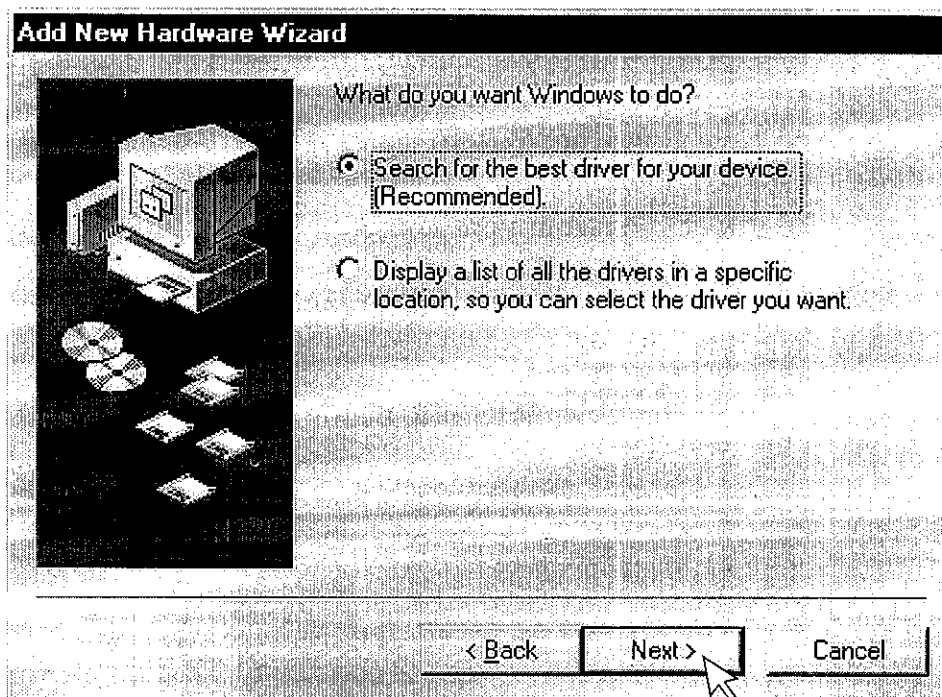 Add New Hardware Wizard
What do you want Windows to do?
Search for the best driver for your device.
(Recommended).
Display a list of all the drivers in a specific
location, so you can select the driver you want.
< Back
Next >
Cancel